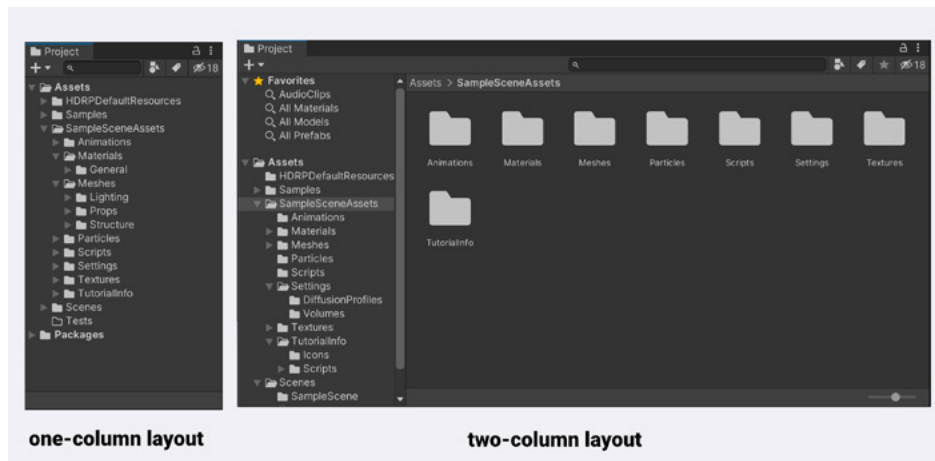 Project
18
Assets
HDRPDefaultResources
Samples
SampleSceneAssets
Animations
Materials
General
Meshes
Lighting
Props
Structure
Particles
Scripts
Settings
Textures
TutorialInfo
Scenes
Tests
Packages
one-column layout
Project
18
Favorites
AudioClips
All Materials
All Models
All Prefabs
Assets
HDRPDefaultResources
Samples
SampleSceneAssets
Animations
Materials
Meshes
Particles
Scripts
Settings
DiffusionProfiles
Volumes
Textures
TutorialInfo
Icons
Scripts
Scenes
SampleScene
Assets > SampleSceneAssets
Animations Materials Meshes Particles Scripts Settings Textures
TutorialInfo
two-column layout